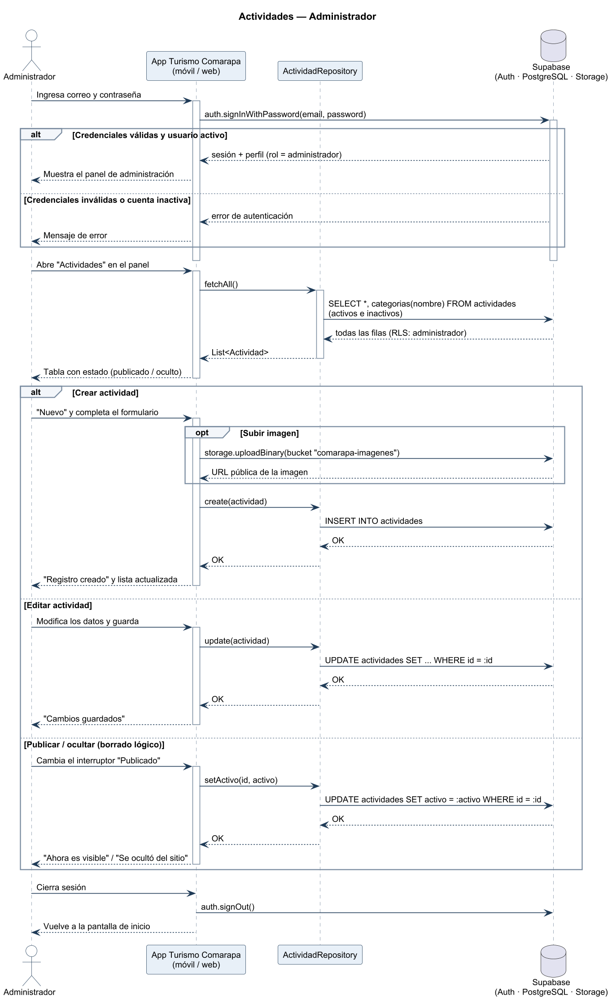 Actividades — Administrador
Administrador
App Turismo Comarapa
(móvil / web)
ActividadRepository
Supabase
(Auth · PostgreSQL · Storage)
Ingresa correo y contraseña
auth.signInWithPassword(email, password)
alt
[Credenciales válidas y usuario activo]
sesión + perfil (rol = administrador)
Muestra el panel de administración
[Credenciales inválidas o cuenta inactiva]
error de autenticación
Mensaje de error
Abre "Actividades" en el panel
fetchAll()
SELECT *, categorias(nombre) FROM actividades
(activos e inactivos)
todas las filas (RLS: administrador)
List<Actividad>
Tabla con estado (publicado / oculto)
alt
[Crear actividad]
"Nuevo" y completa el formulario
opt
[Subir imagen]
storage.uploadBinary(bucket "comarapa-imagenes")
URL pública de la imagen
create(actividad)
INSERT INTO actividades
OK
OK
"Registro creado" y lista actualizada
[Editar actividad]
Modifica los datos y guarda
update(actividad)
UPDATE actividades SET ... WHERE id = :id
OK
OK
"Cambios guardados"
[Publicar / ocultar (borrado lógico)]
Cambia el interruptor "Publicado"
setActivo(id, activo)
UPDATE actividades SET activo = :activo WHERE id = :id
OK
OK
"Ahora es visible" / "Se ocultó del sitio"
Cierra sesión
auth.signOut()
Vuelve a la pantalla de inicio
Administrador
App Turismo Comarapa
(móvil / web)
ActividadRepository
Supabase
(Auth · PostgreSQL · Storage)